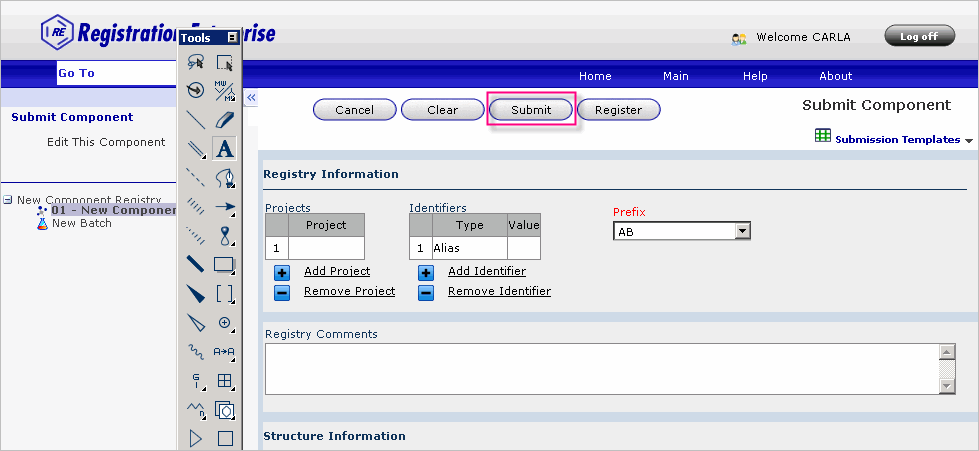 RE Registration Enterprise
Tools
Welcome CARLA
Log off
Go To
Home Main Help About
Cancel Clear Submit Register
Submit Component
Submission Templates
Submit Component
Edit This Component
New Component Registry
01 - New Componen
New Batch
MW
M
A
A→A
G
I
n
Registry Information
Projects
Project
1
Add Project
Remove Project
Identifiers
Type Value
1 Alias
Add Identifier
Remove Identifier
Prefix
AB
Registry Comments
Structure Information